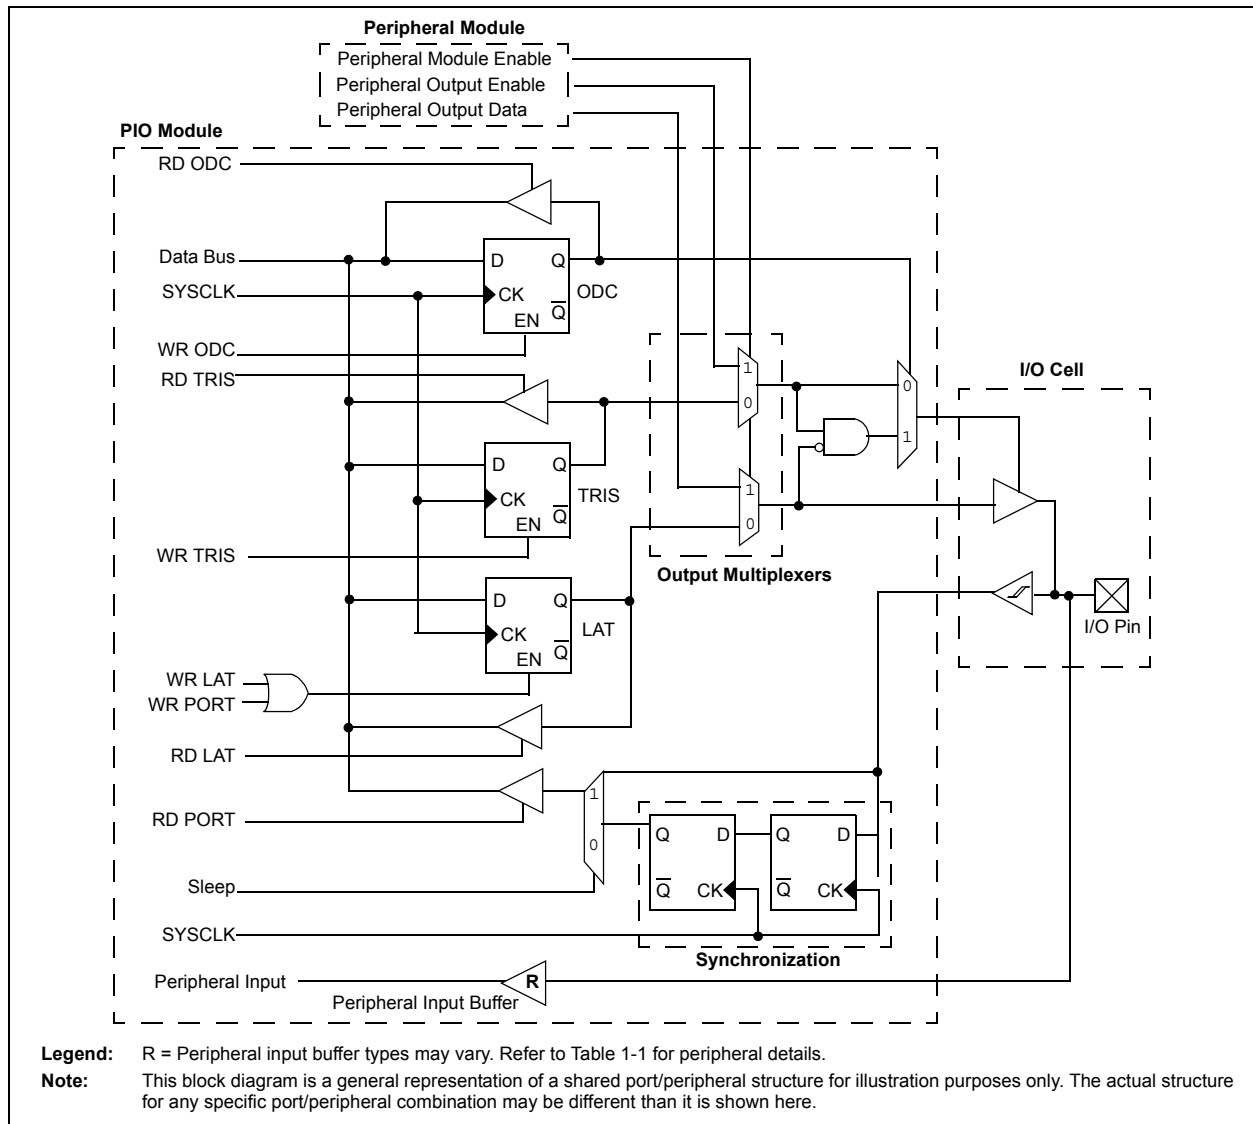 Peripheral Module
Peripheral Module Enable
Peripheral Output Enable
Peripheral Output Data
PIO Module
RD ODC
Data Bus
D
Q
SYSCLK
CK
Q
ODC
EN
WR ODC
RD TRIS
1
0
I/O Cell
0
1
D
Q
CK
Q
TRIS
EN
1
0
WR TRIS
Output Multiplexers
D
Q
CK
Q
LAT
EN
I/O Pin
WR LAT
WR PORT
RD LAT
1
RD PORT
Q
D
Q
D
0
Sleep
Q
CK
Q
CK
SYSCLK
Synchronization
Peripheral Input
R
Peripheral Input Buffer
Legend: R = Peripheral input buffer types may vary. Refer to Table 1-1 for peripheral details.
Note: This block diagram is a general representation of a shared port/peripheral structure for illustration purposes only. The actual structure
for any specific port/peripheral combination may be different than it is shown here.